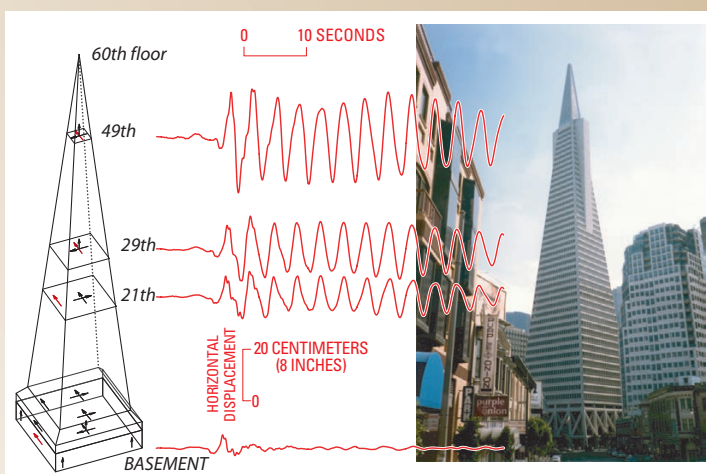 0 10 SECONDS
60th floor
49th
29th
21th
HORIZONTAL
DISPLACEMENT
20 CENTIMETERS
(8 INCHES)
0
BASEMENT
purple
onion